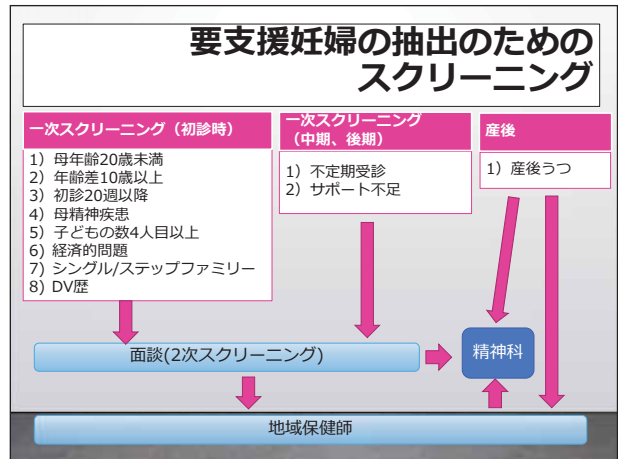 要支援妊婦の抽出のための
スクリーニング
一次スクリーニング（初診時）
1）母年齢20歳未満
2）年齢差10歳以上
3）初診20週以降
4）母精神疾患
5）子どもの数4人目以上
6）経済的問題
7）シングル/ステップファミリー
8）DV歴
一次スクリーニング
（中期、後期）
1）不定期受診
2）サポート不足
産後
1）産後うつ
面談(2次スクリーニング)
精神科
地域保健師